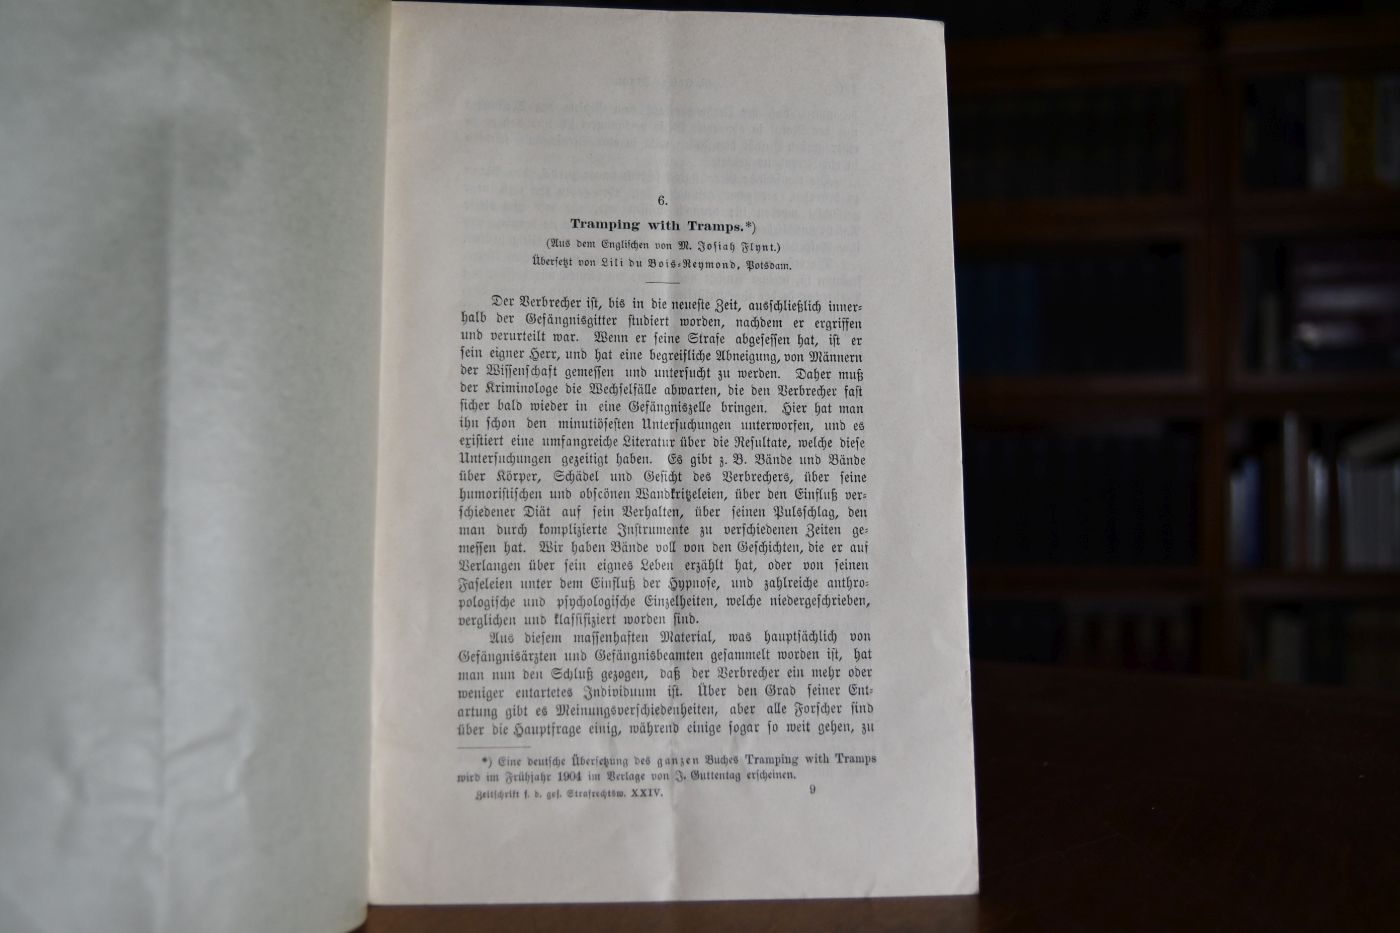 6.
Tramping with Tramps.*)
(Aus dem Englischen von M. Josiah Flynt.)
Übersetzt von Lili du Bois-Reymond, Potsdam.
Der Verbrecher ist, bis in die neueste Zeit, ausschließlich inner-
halb der Gefängnisgitter studiert worden, nachdem er ergriffen
und verurteilt war. Wenn er seine Strafe abgesessen hat, ist er
sein eigner Herr, und hat eine begreifliche Abneigung, von Männern
der Wissenschaft gemessen und untersucht zu werden. Daher muß
der Kriminologe die Wechselfälle abwarten, die den Verbrecher fast
sicher bald wieder in eine Gefängniszelle bringen. Hier hat man
ihn schon den minutiösesten Untersuchungen unterworfen, und es
existiert eine umfangreiche Literatur über die Resultate, welche diese
Untersuchungen gezeitigt haben. Es gibt z. B. Bände und Bände
über Körper, Schädel und Gesicht des Verbrechers, über seine
humoristischen und obscönen Wandkritzeleien, über den Einfluß ver-
schiedener Diät auf sein Verhalten, über seinen Pulsschlag, den
man durch komplizierte Instrumente zu verschiedenen Zeiten ge-
messen hat. Wir haben Bände voll von den Geschichten, die er auf
Verlangen über sein eignes Leben erzählt hat, oder von seinen
Faseleien unter dem Einfluß der Hypnose, und zahlreiche anthro-
pologische und psychologische Einzelheiten, welche niedergeschrieben,
verglichen und klassifiziert worden sind.
Aus diesem massenhaften Material, was hauptsächlich von
Gefängnisärzten und Gefängnisbeamten gesammelt worden ist, hat
man nun den Schluß gezogen, daß der Verbrecher ein mehr oder
weniger entartetes Individuum ist. Über den Grad seiner Ent-
artung gibt es Meinungsverschiedenheiten, aber alle Forscher sind
über die Hauptfrage einig, während einige sogar so weit gehen, zu
*) Eine deutsche Übersetzung des ganzen Buches Tramping with Tramps
wird im Frühjahr 1904 im Verlage von J. Guttentag erscheinen.
Zeitschrift f. d. ges. Strafrechtsw. XXIV. 9